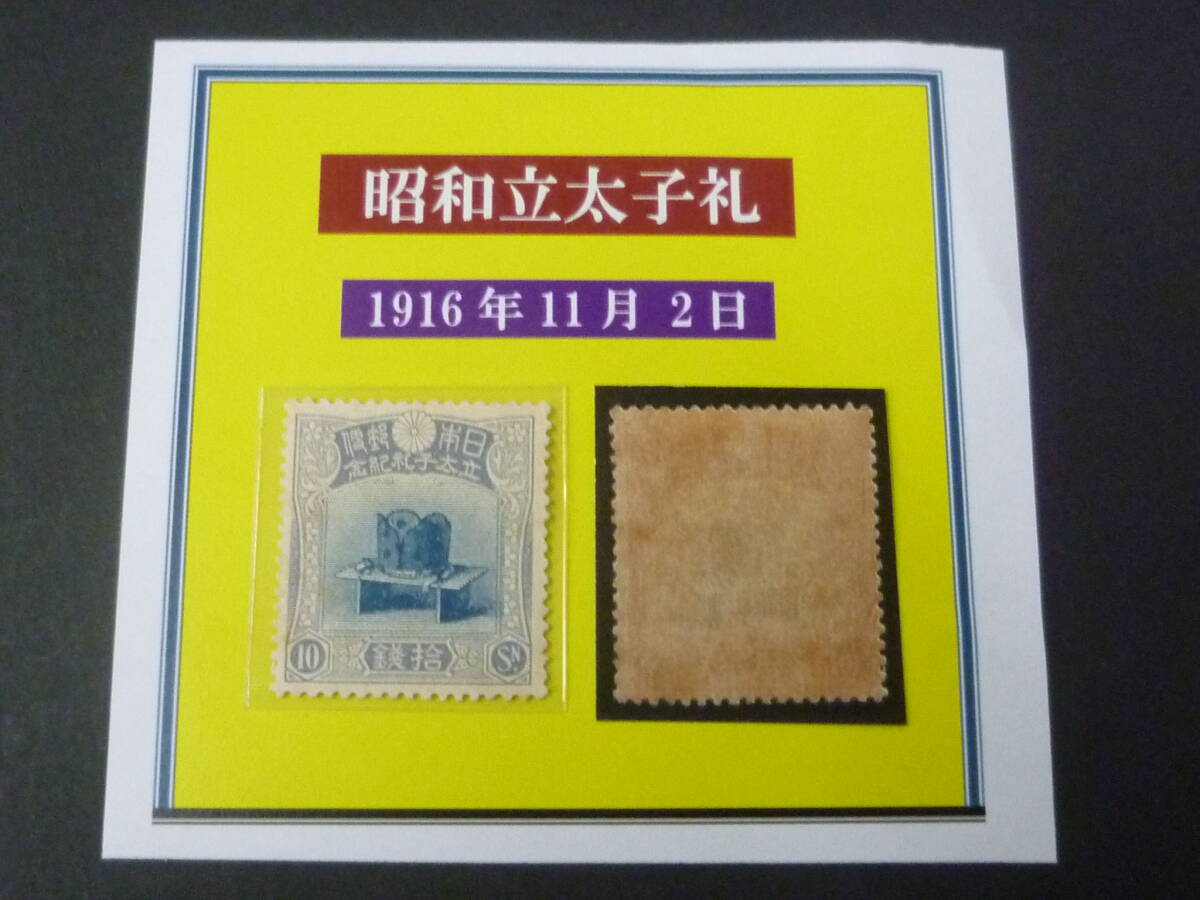 昭和立太子礼
1916年11月2日
日本郵便
立太子礼紀念
10 拾錢 SN